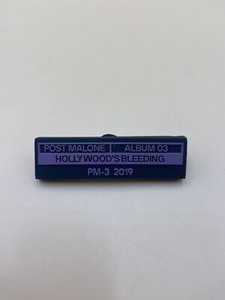 POST MALONE ALBUM 03
HOLLYWOOD'S BLEEDING
PM-3 2019